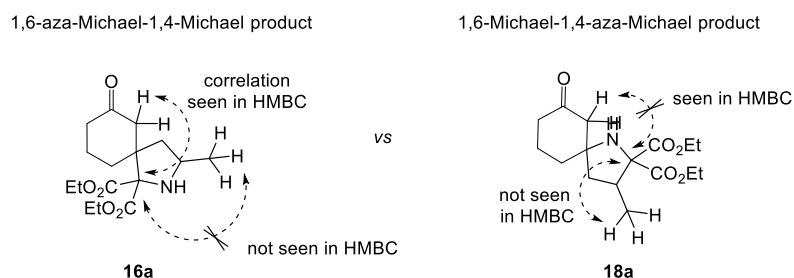 1,6-aza-Michael-1,4-Michael product
1,6-Michael-1,4-aza-Michael product
O
H
H
correlation
seen in HMBC
H
H
H
EtO2C
EtO2C
NH
not seen in HMBC
16a
vs
O
H
H
H
N
seen in HMBC
CO2Et
CO2Et
not seen
in HMBC
H
H
H
18a